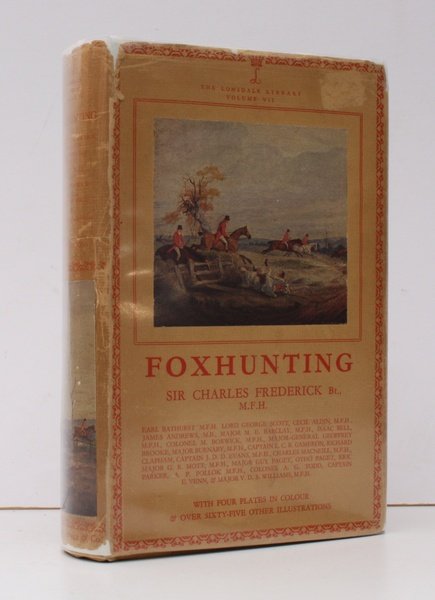 L
THE LONSDALE LIBRARY
VOLUME VII
FOXHUNTING
SIR CHARLES FREDERICK Bt.,
M.F.H.
EARL BATHURST M.F.H. LORD GEORGE SCOTT, CECIL ALDIN, M.F.H.,
JAMES ANDREWS, M.B., MAJOR M. E. BARCLAY, M.F.H., ISAAC BELL,
M.F.H., COLONEL M. BORWICK, M.F.H., MAJOR-GENERAL GEOFFREY
BROOKE, MAJOR BURNABY, M.F.H., CAPTAIN L. C. R. CAMERON, RICHARD
CLAPHAM, CAPTAIN J. D. D. EVANS, M.F.H., CHARLES MACNEILL, M.F.H.,
MAJOR G. F. MOTT, M.F.H., MAJOR GUY PAGET, OTHO PAGET, ERIC
PARKER, A. P. POLLOK M.F.H., COLONEL A. G. TODD, CAPTAIN
D. VENN, & MAJOR V. D. S. WILLIAMS, M.F.H.
WITH FOUR PLATES IN COLOUR
& OVER SIXTY-FIVE OTHER ILLUSTRATIONS
HUNTING